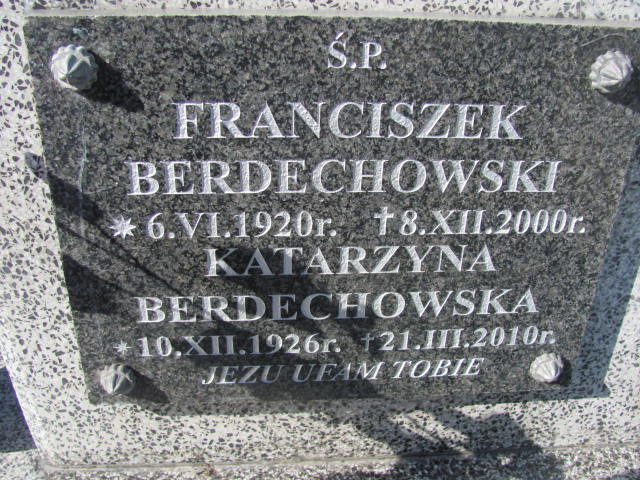 Ś.P.
FRANCISZEK
BERDECHOWSKI
* 6.VI.1920r. † 8.XII.2000r.
KATARZYNA
BERDECHOWSKA
* 10.XII.1926r. † 21.III.2010r.
JEZU UFAM TOBIE